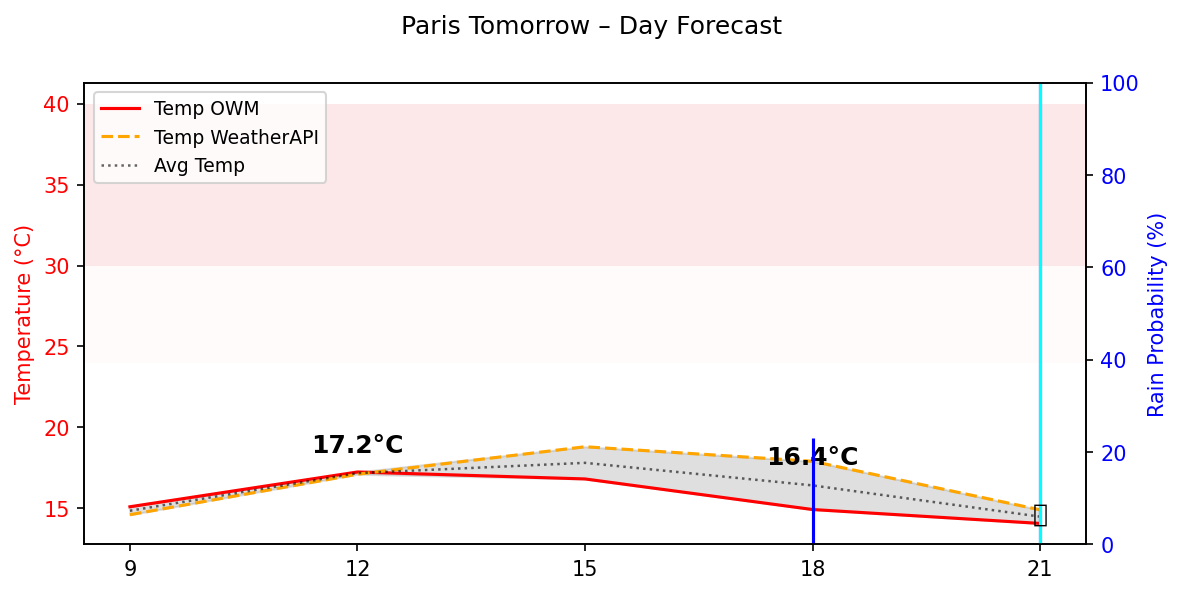 Paris Tomorrow – Day Forecast
Temp OWM
Temp WeatherAPI
Avg Temp
40
35
30
25
20
15
Temperature (°C)
100
80
60
40
20
0
Rain Probability (%)
17.2°C
16.4°C
9
12
15
18
21